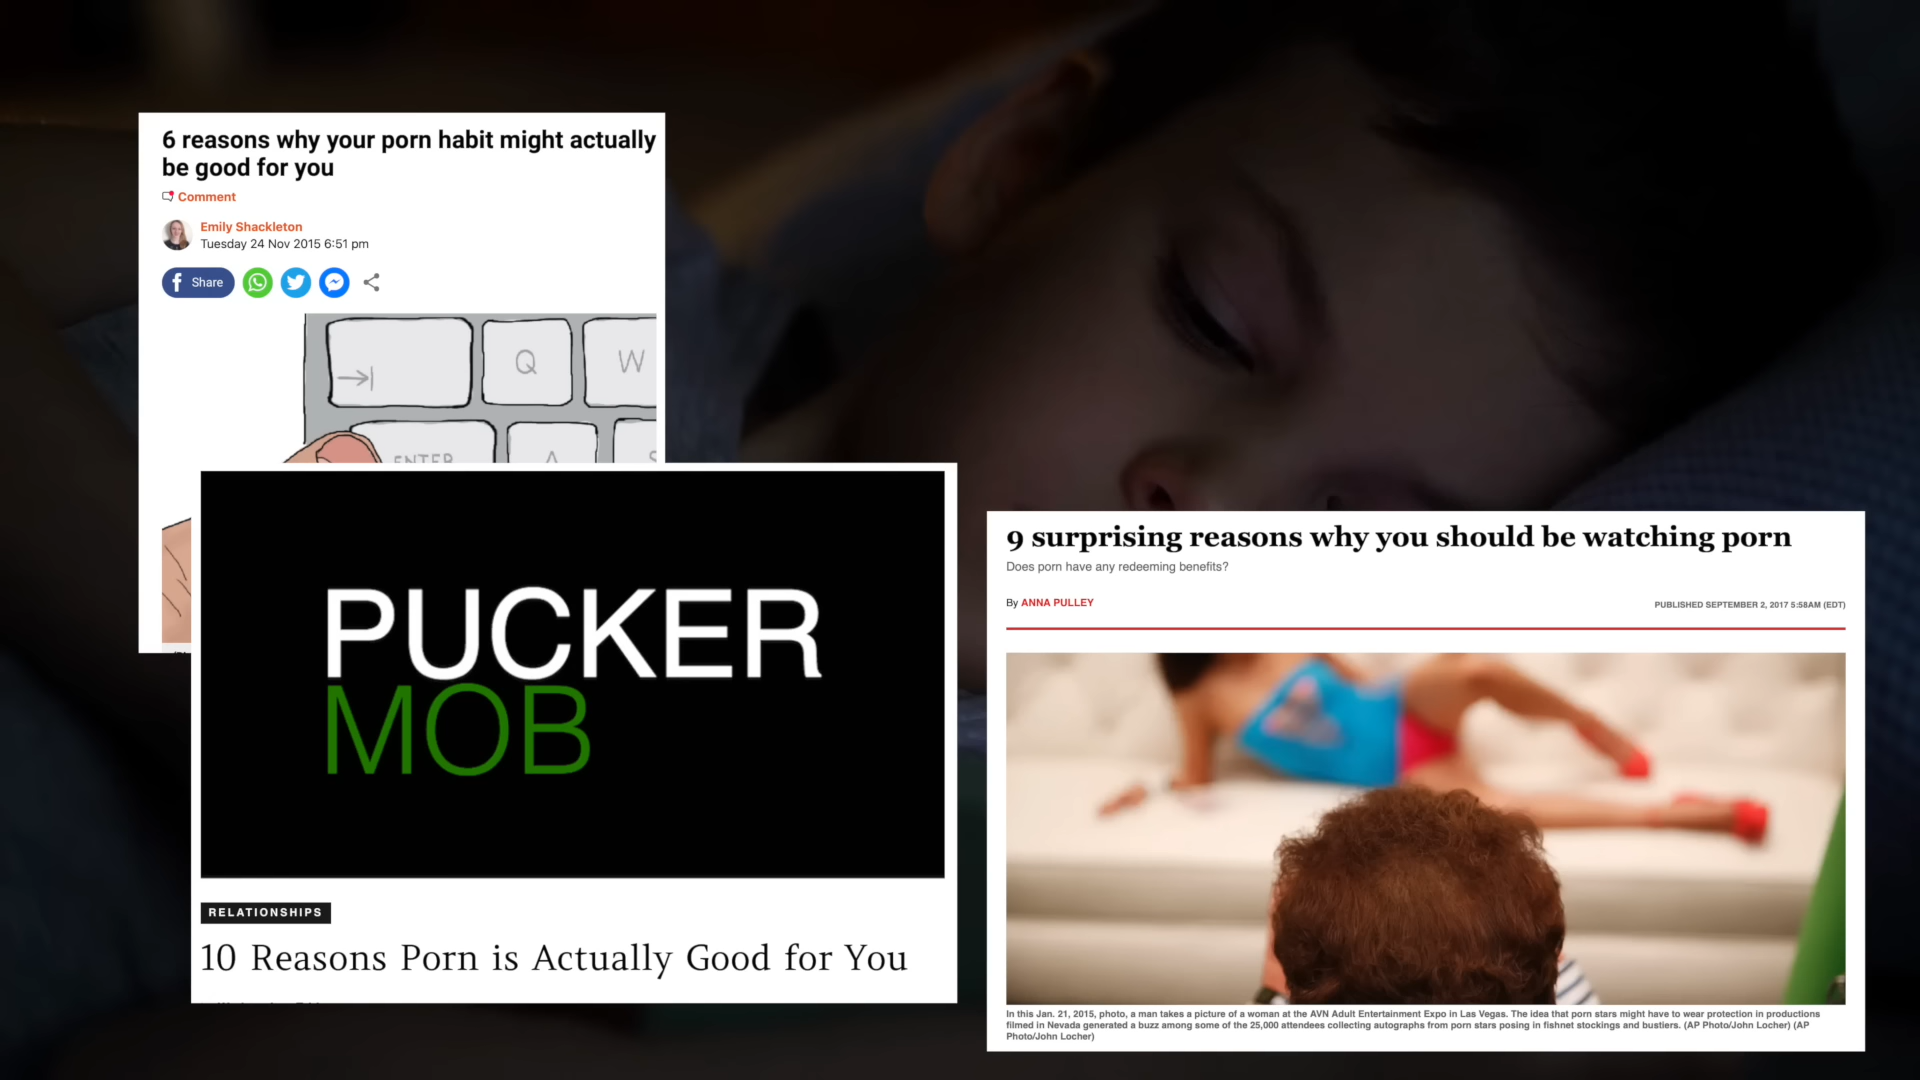 6 reasons why your porn habit might actually
be good for you
Comment
Emily Shackleton
Tuesday 24 Nov 2015 6:51 pm
Share
Q W
ENTER A S
PUCKER
MOB
RELATIONSHIPS
10 Reasons Porn is Actually Good for You
9 surprising reasons why you should be watching porn
Does porn have any redeeming benefits?
By ANNA PULLEY
PUBLISHED SEPTEMBER 2, 2017 5:58AM (EDT)
In this Jan. 21, 2015, photo, a man takes a picture of a woman at the AVN Adult Entertainment Expo in Las Vegas. The idea that porn stars might have to wear protection in productions
filmed in Nevada generated a buzz among some of the 25,000 attendees collecting autographs from porn stars posing in fishnet stockings and bustiers. (AP Photo/John Locher) (AP
Photo/John Locher)